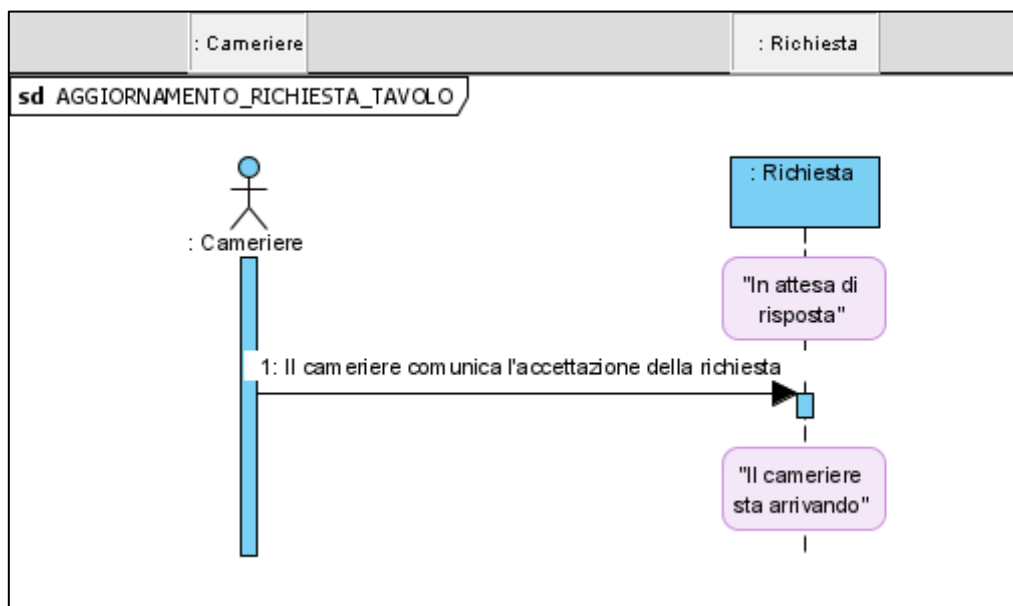 : Cameriere
: Richiesta
sd AGGIORNAMENTO_RICHIESTA_TAVOLO
: Richiesta
: Cameriere
"In attesa di
risposta"
1: Il cameriere comunica l'accettazione della richiesta
"Il cameriere
sta arrivando"